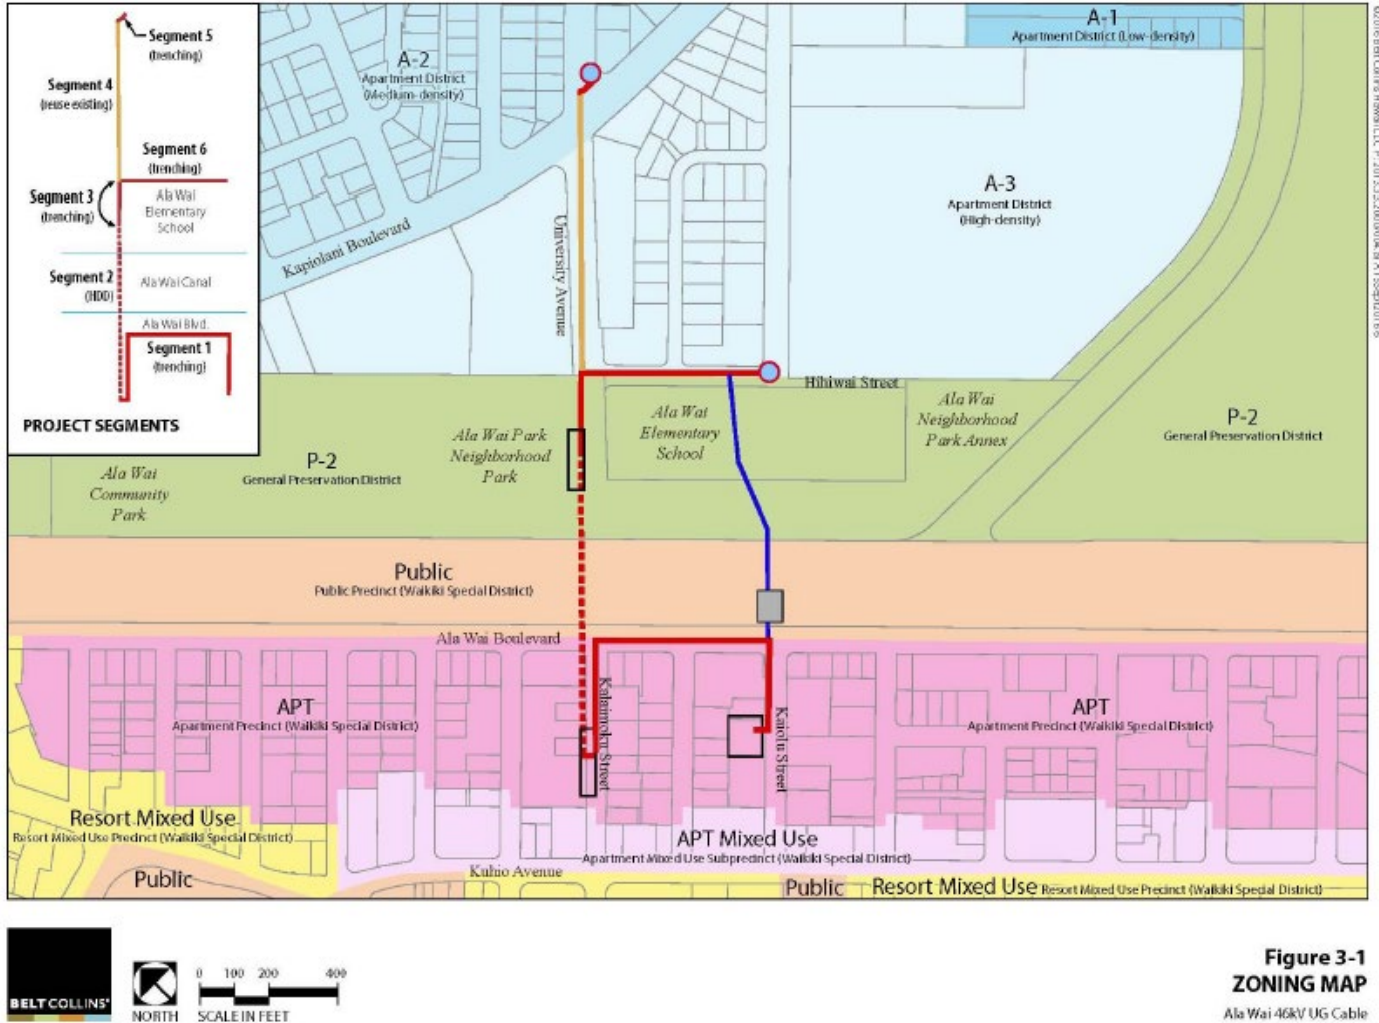 Segment 5
(trenching)
Segment 4
(reuse existing)
Segment 6
(trenching)
Segment 3
(trenching)
Ala Wai
Elementary
School
Segment 2
(HDD)
Ala Wai Canal
Ala Wai Blvd.
Segment 1
(trenching)
PROJECT SEGMENTS
A-2
Apartment District
(Medium-density)
A-1
Apartment District (Low-density)
A-3
Apartment District
(High-density)
Kapiolani Boulevard
University Avenue
Hihiwai Street
Ala Wai
Community
Park
P-2
General Preservation District
Ala Wai Park
Neighborhood
Park
Ala Wai
Elementary
School
Ala Wai
Neighborhood
Park Annex
P-2
General Preservation District
Public
Public Precinct (Waikiki Special District)
Ala Wai Boulevard
APT
Apartment Precinct (Waikiki Special District)
Kalaimoku Street
Kaiolu Street
APT
Apartment Precinct (Waikiki Special District)
Resort Mixed Use
Resort Mixed Use Precinct (Waikiki Special District)
APT Mixed Use
Apartment Mixed Use Subprecinct (Waikiki Special District)
Public
Kuhio Avenue
Public
Resort Mixed Use Resort Mixed Use Precinct (Waikiki Special District)
BELT COLLINS
NORTH
0 100 200 400
SCALE IN FEET
Figure 3-1
ZONING MAP
Ala Wai 46kV UG Cable